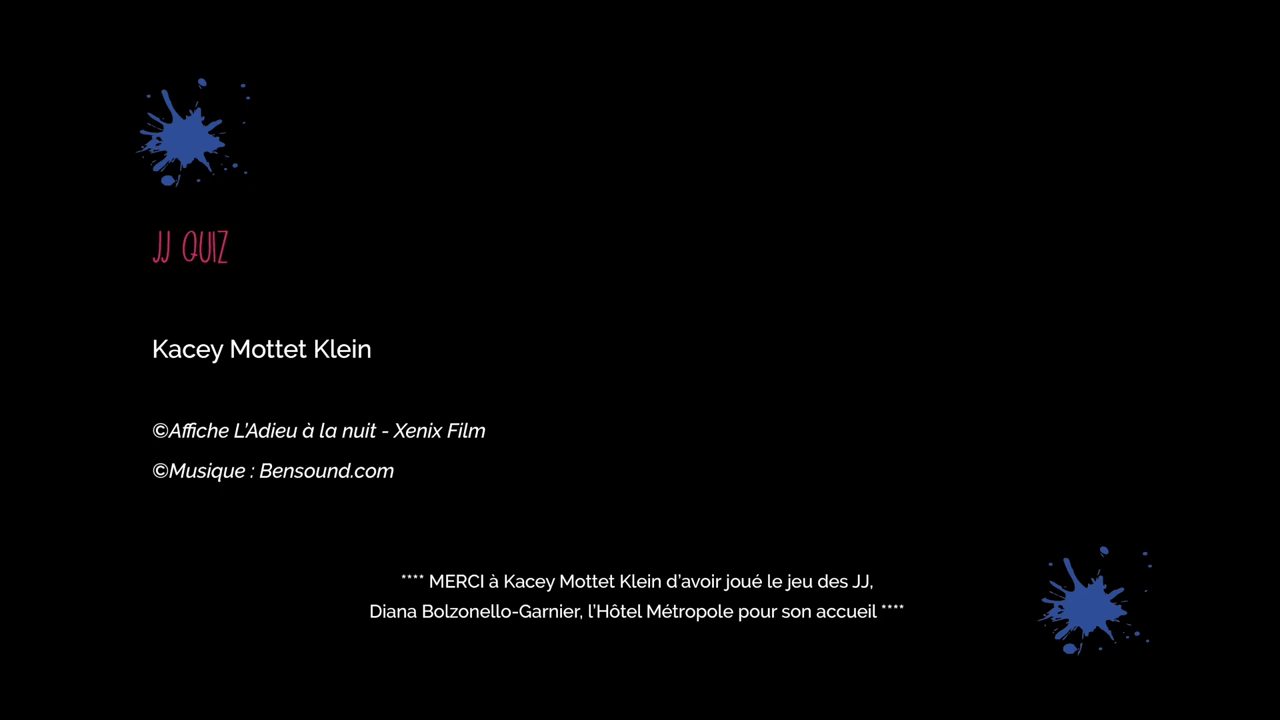 JJ QUIZ
Kacey Mottet Klein
©Affiche L'Adieu à la nuit - Xenix Film
©Musique : Bensound.com
**** MERCI à Kacey Mottet Klein d'avoir joué le jeu des JJ,
Diana Bolzonello-Garnier, l'Hôtel Métropole pour son accueil ****